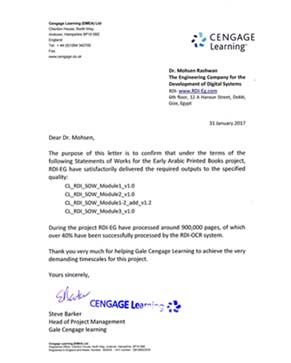 Cengage Learning (EMEA) Ltd
Cheriton House, North Way,
Andover, Hampshire SP10 5BE
England
Fax
www.cengage.co.uk
CENGAGE
Learning™
Dr. Mohsen Rashwan
The Engineering Company for the
Development of Digital Systems
RDI- www.RDI-Eg.com
6th floor, 12 A Haroun Street, Dokki,
Giza, Egypt
31 January 2017
Dear Dr. Mohsen,
The purpose of this letter is to confirm that under the terms of the
following Statements of Works for the Early Arabic Printed Books project,
RDI-EG have satisfactorily delivered the required outputs to the specified
quality:
CL_RDI_SOW_Module1_v1.0
CL_RDI_SOW_Module2_v1.0
CL_RDI_SOW_Module1-2_add_v1.2
CL_RDI_SOW_Module3_v1.0
During the project RDI-EG have processed around 900,000 pages, of which
over 40% have been successfully processed by the RDI-OCR system.
Thank you very much for helping Gale Cengage Learning to achieve the very
demanding timescales for this project.
Yours sincerely,
CENGAGE Learning
Steve Barker
Head of Project Management
Gale Cengage learning
Cengage Learning (EMEA) Ltd